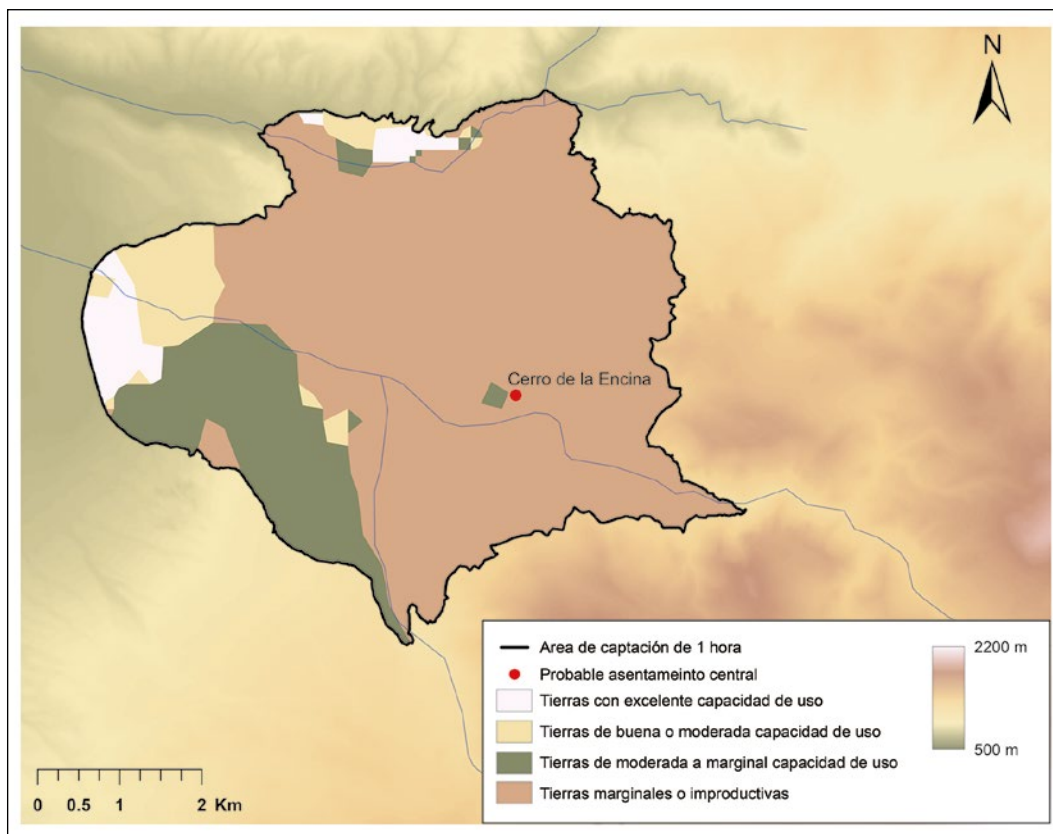 N
Cerro de la Encina
Area de captación de 1 hora
Probable asentameinto central
Tierras con excelente capacidad de uso
Tierras de buena o moderada capacidad de uso
Tierras de moderada a marginal capacidad de uso
Tierras marginales o improductivas
2200 m
500 m
0 0.5 1 2 Km